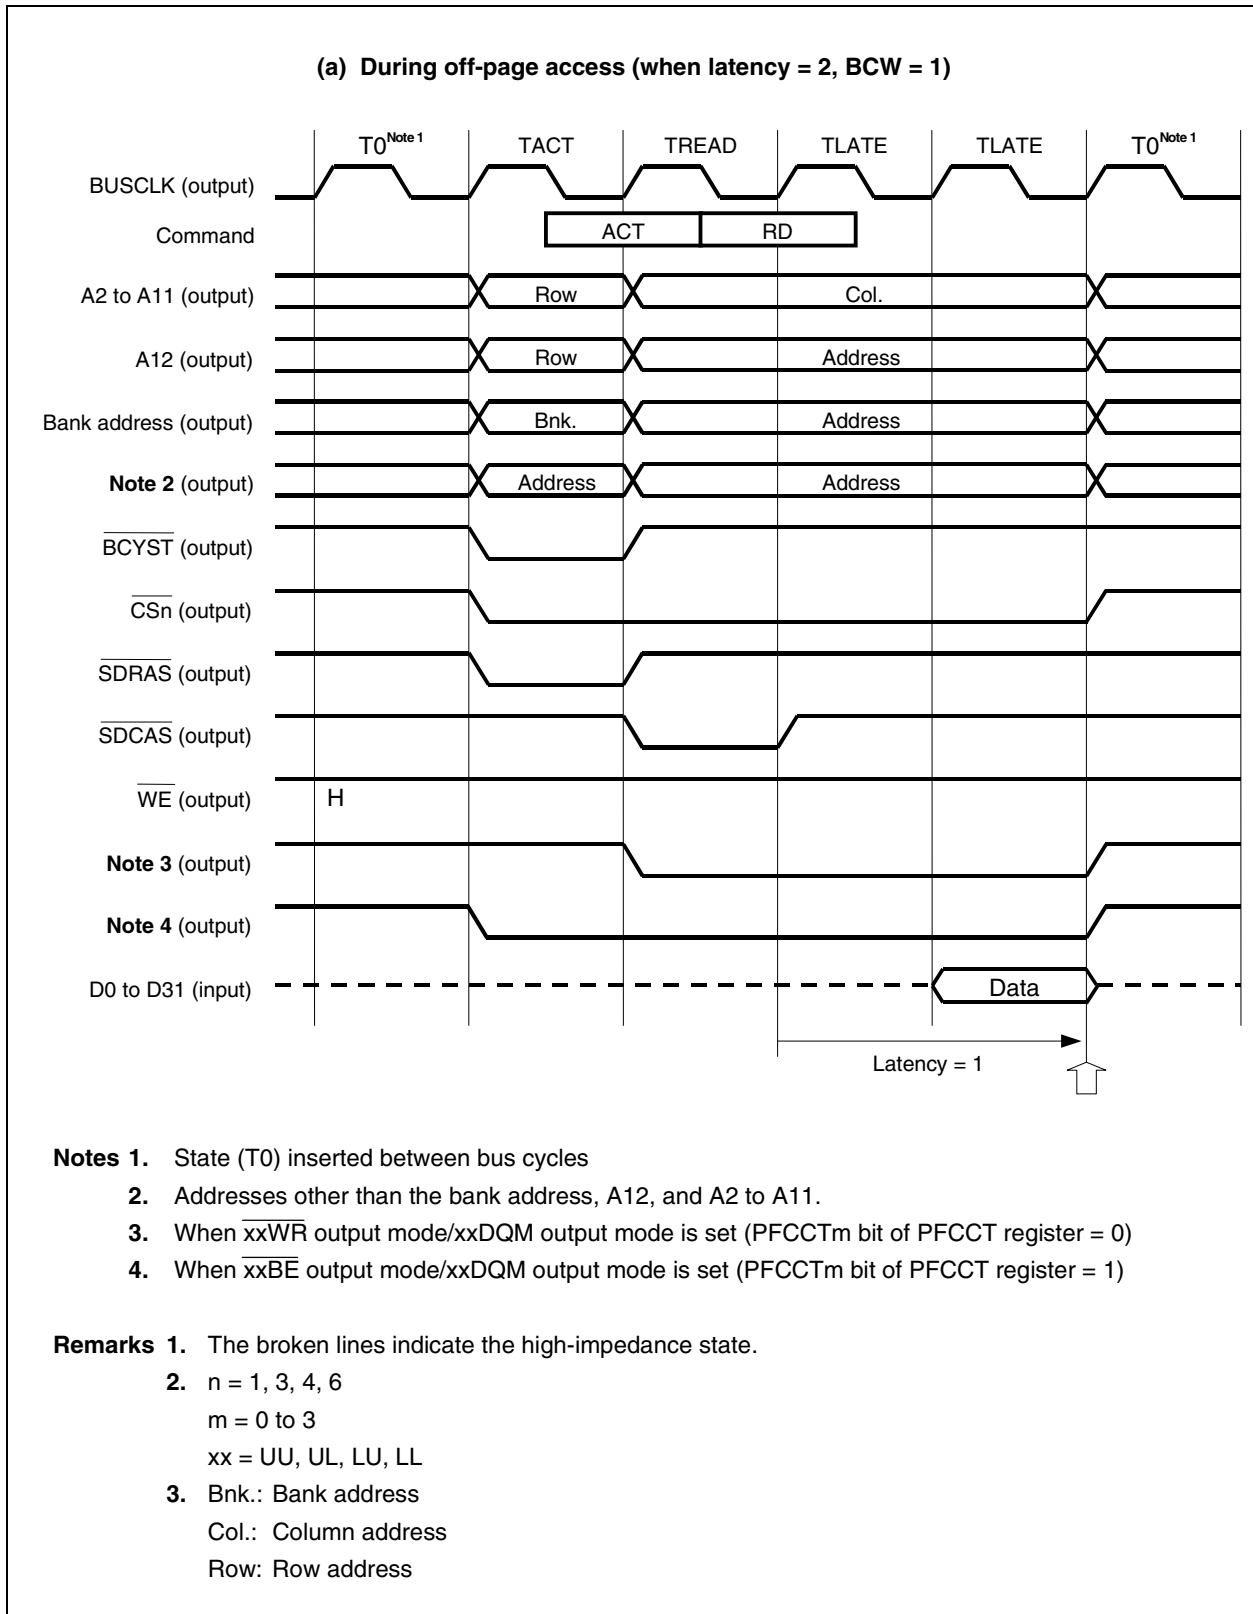 (a) During off-page access (when latency = 2, BCW = 1)
T0Note 1 TACT TREAD TLATE TLATE T0Note 1
BUSCLK (output)
Command ACT RD
A2 to A11 (output) Row Col.
A12 (output) Row Address
Bank address (output) Bnk. Address
Note 2 (output) Address Address
BCYST (output)
CSn (output)
SDRAS (output)
SDCAS (output)
WE (output) H
Note 3 (output)
Note 4 (output)
D0 to D31 (input) Data
Latency = 1
Notes 1. State (T0) inserted between bus cycles
2. Addresses other than the bank address, A12, and A2 to A11.
3. When xxWR output mode/xxDQM output mode is set (PFCCTm bit of PFCCT register = 0)
4. When xxBE output mode/xxDQM output mode is set (PFCCTm bit of PFCCT register = 1)
Remarks 1. The broken lines indicate the high-impedance state.
2. n = 1, 3, 4, 6
m = 0 to 3
xx = UU, UL, LU, LL
3. Bnk.: Bank address
Col.: Column address
Row: Row address